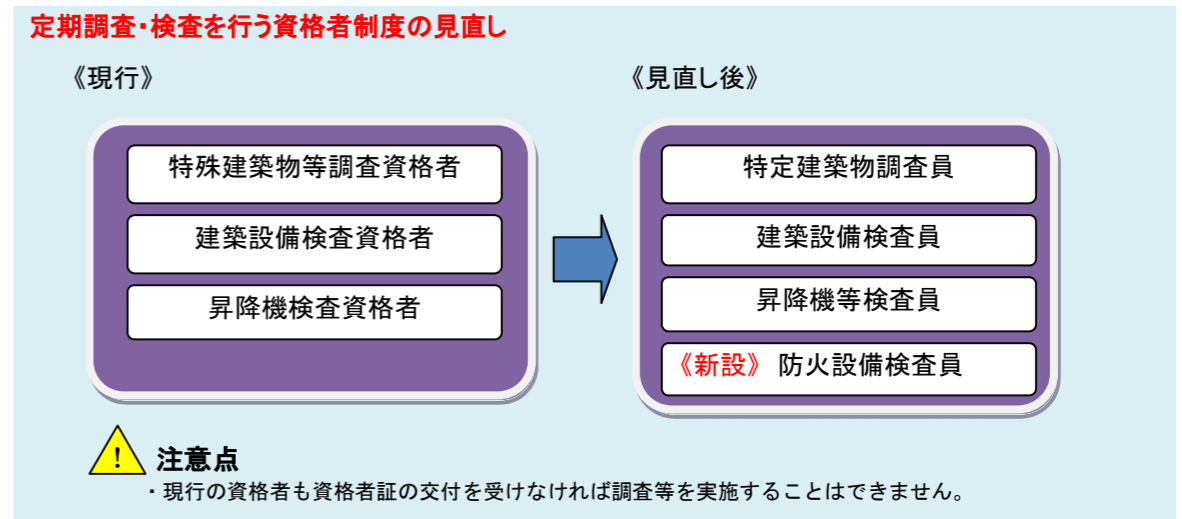 定期調査・検査を行う資格者制度の見直し
《現行》
特殊建築物等調査資格者
建築設備検査資格者
昇降機検査資格者
《見直し後》
特定建築物調査員
建築設備検査員
昇降機等検査員
《新設》 防火設備検査員
! 注意点
・現行の資格者も資格者証の交付を受けなければ調査等を実施することはできません。